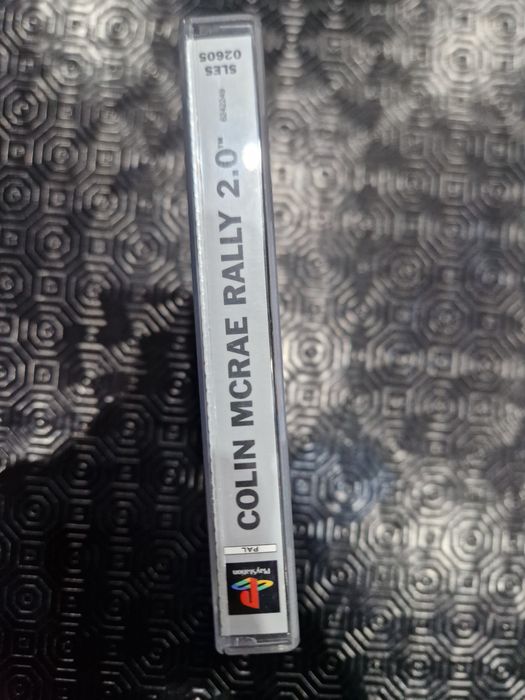 PlayStation
PAL
COLIN MCRAE RALLY 2.0™
SLES
02605